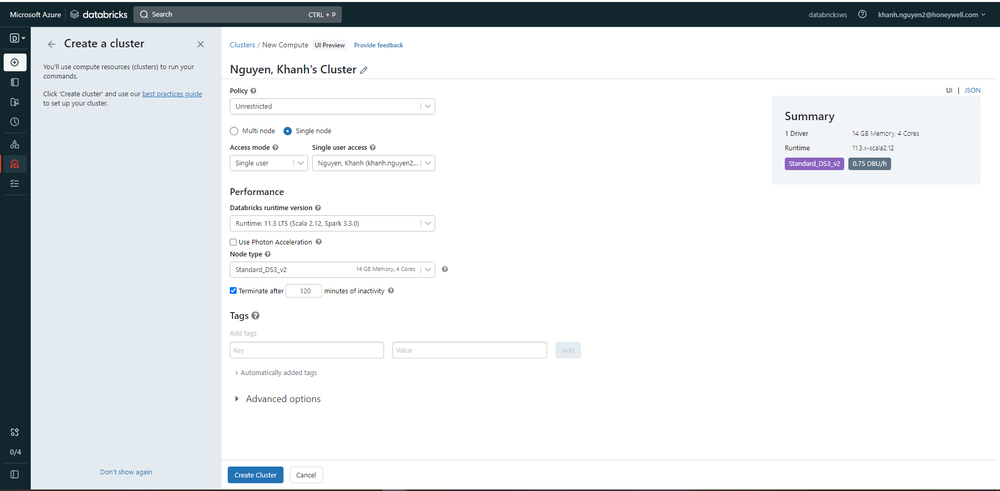 Microsoft Azure databricks Search CTRL + P databricksws khanh.nguyen2@honeywell.com
D
Create a cluster
You'll use compute resources (clusters) to run your
commands.
Click 'Create cluster' and use our best practices guide
to set up your cluster.
0/4
Don't show again
Clusters / New Compute UI Preview Provide feedback
Nguyen, Khanh's Cluster
UI | JSON
Policy
Unrestricted
Multi node Single node
Access mode Single user access
Single user Nguyen, Khanh (khanh.nguyen2...
Performance
Databricks runtime version
Runtime: 11.3 LTS (Scala 2.12, Spark 3.3.0)
Use Photon Acceleration
Node type
Standard_DS3_v2 14 GB Memory, 4 Cores
Terminate after 120 minutes of inactivity
Tags
Add tags
Key Value Add
Automatically added tags
Advanced options
Create Cluster Cancel
Summary
1 Driver 14 GB Memory, 4 Cores
Runtime 11.3.x-scala2.12
Standard_DS3_v2 0.75 DBU/h